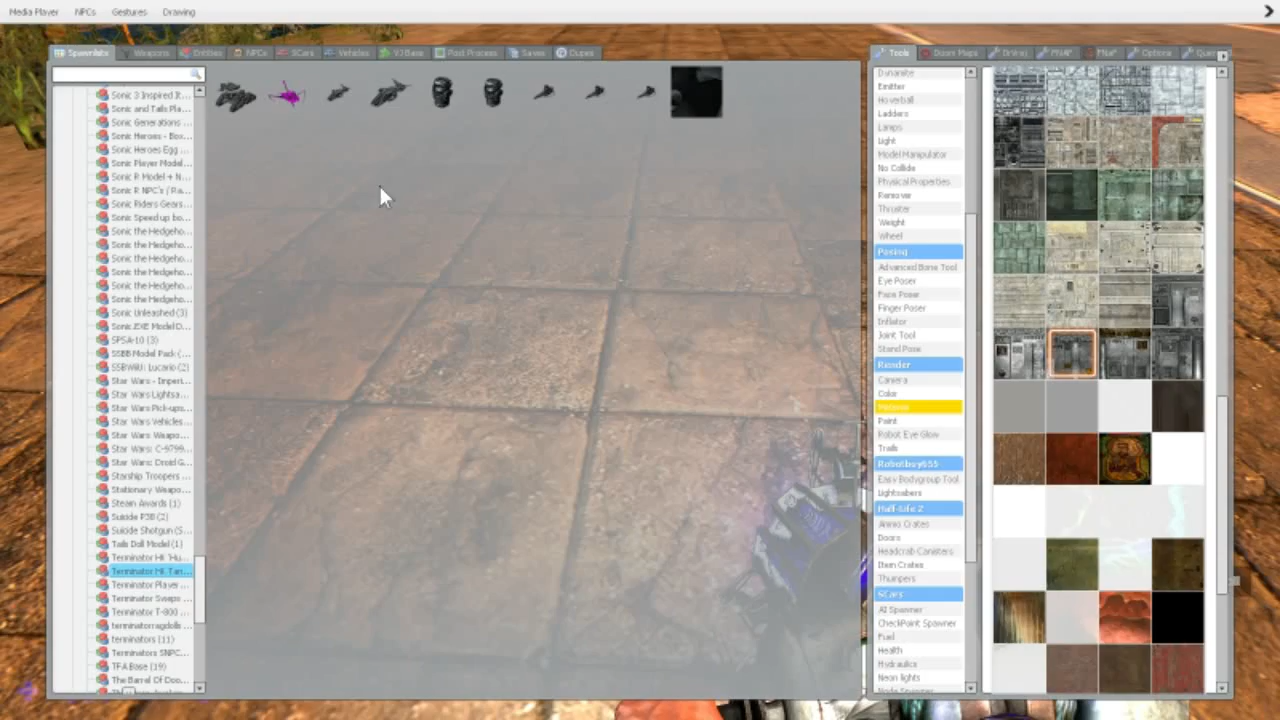 Media Player NPCs Gestures Drawing
Spawnlists Weapons Entities NPCs SCars Vehicles VJ Base Post Process Saves Dupes
Sonic 3 Inspired It...
Sonic and Tails Pla...
Sonic Generations ...
Sonic Heroes - Box...
Sonic Heroes Egg ...
Sonic Player Model...
Sonic R Model + N...
Sonic R NPC's / Ra...
Sonic Riders Gears...
Sonic Speed up bo...
Sonic the Hedgeho...
Sonic the Hedgeho...
Sonic the Hedgeho...
Sonic the Hedgeho...
Sonic the Hedgeho...
Sonic the Hedgeho...
Sonic Unleashed (3)
Sonic.EXE Model D...
SPSA-10 (3)
SSBB Model Pack (...
SSBWiiU: Lucario (2)
Star Wars - Imperi...
Star Wars Lightsa...
Star Wars Pick-ups...
Star Wars Vehicles...
Star Wars: Weapo...
Star Wars: C-9799...
Star Wars: Droid G...
Starship Troopers ...
Stationary Weapo...
Steam Awards (1)
Suicide P38 (2)
Suicide Shotgun (S...
Tails Doll Model (1)
Terminator HK 'Hu...
Terminator HK Tan...
Terminator Player ...
Terminator Sweps ...
Terminator T-800 ...
terminatorragdolls ...
terminators (11)
Terminators SNPC...
TFA Base (19)
The Barrel Of Doo...
Tools Doom Maps Options
Dynamite
Emitter
Hoverball
Ladders
Lamps
Light
Model Manipulator
No Collide
Physical Properties
Remover
Thruster
Weight
Wheel
Posing
Advanced Bone Tool
Eye Poser
Face Poser
Finger Poser
Inflator
Joint Tool
Stand Pose
Render
Camera
Color
Material
Paint
Robot Eye Glow
Trails
Robotboy655
Easy Bodygroup Tool
Lightsabers
Half-Life 2
Ammo Crates
Doors
Headcrab Canisters
Item Crates
Thumpers
SCars
AI Spawner
CheckPoint Spawner
Fuel
Health
Hydraulics
Neon lights
Node Spawner